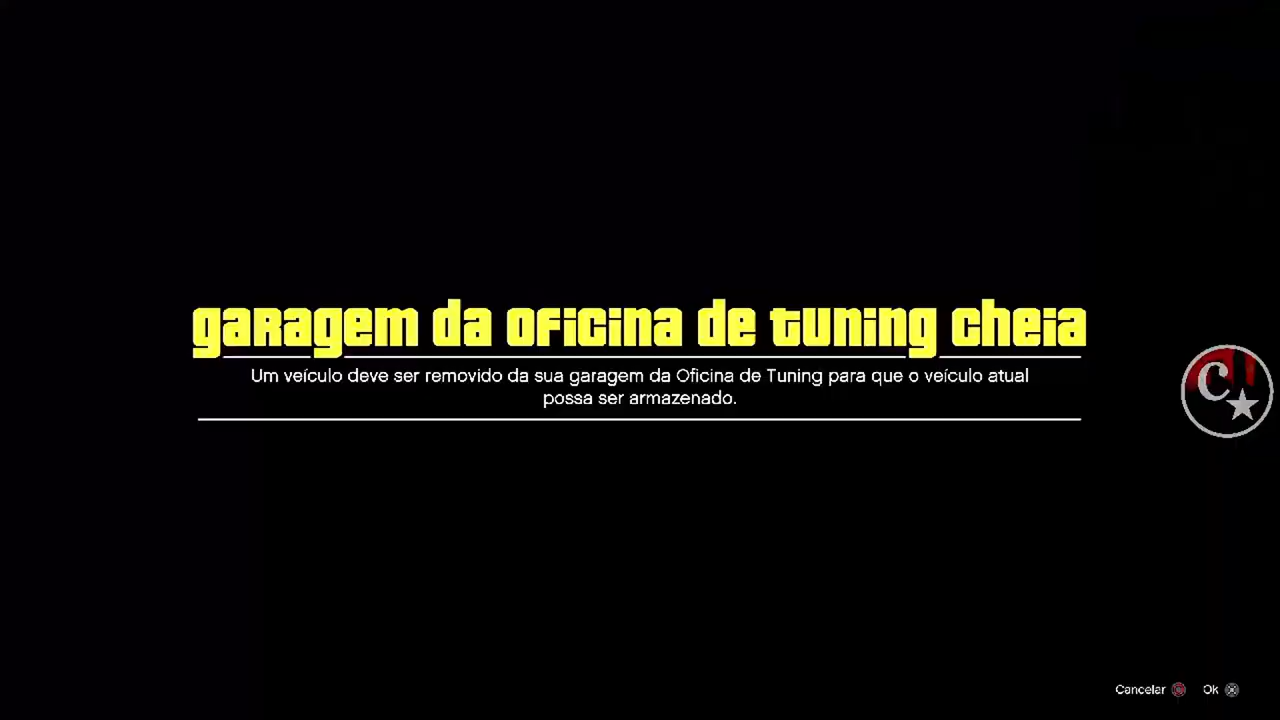 garagem da oficina de tuning cheia
Um veículo deve ser removido da sua garagem da Oficina de Tuning para que o veículo atual
possa ser armazenado.
C
Cancelar Ok